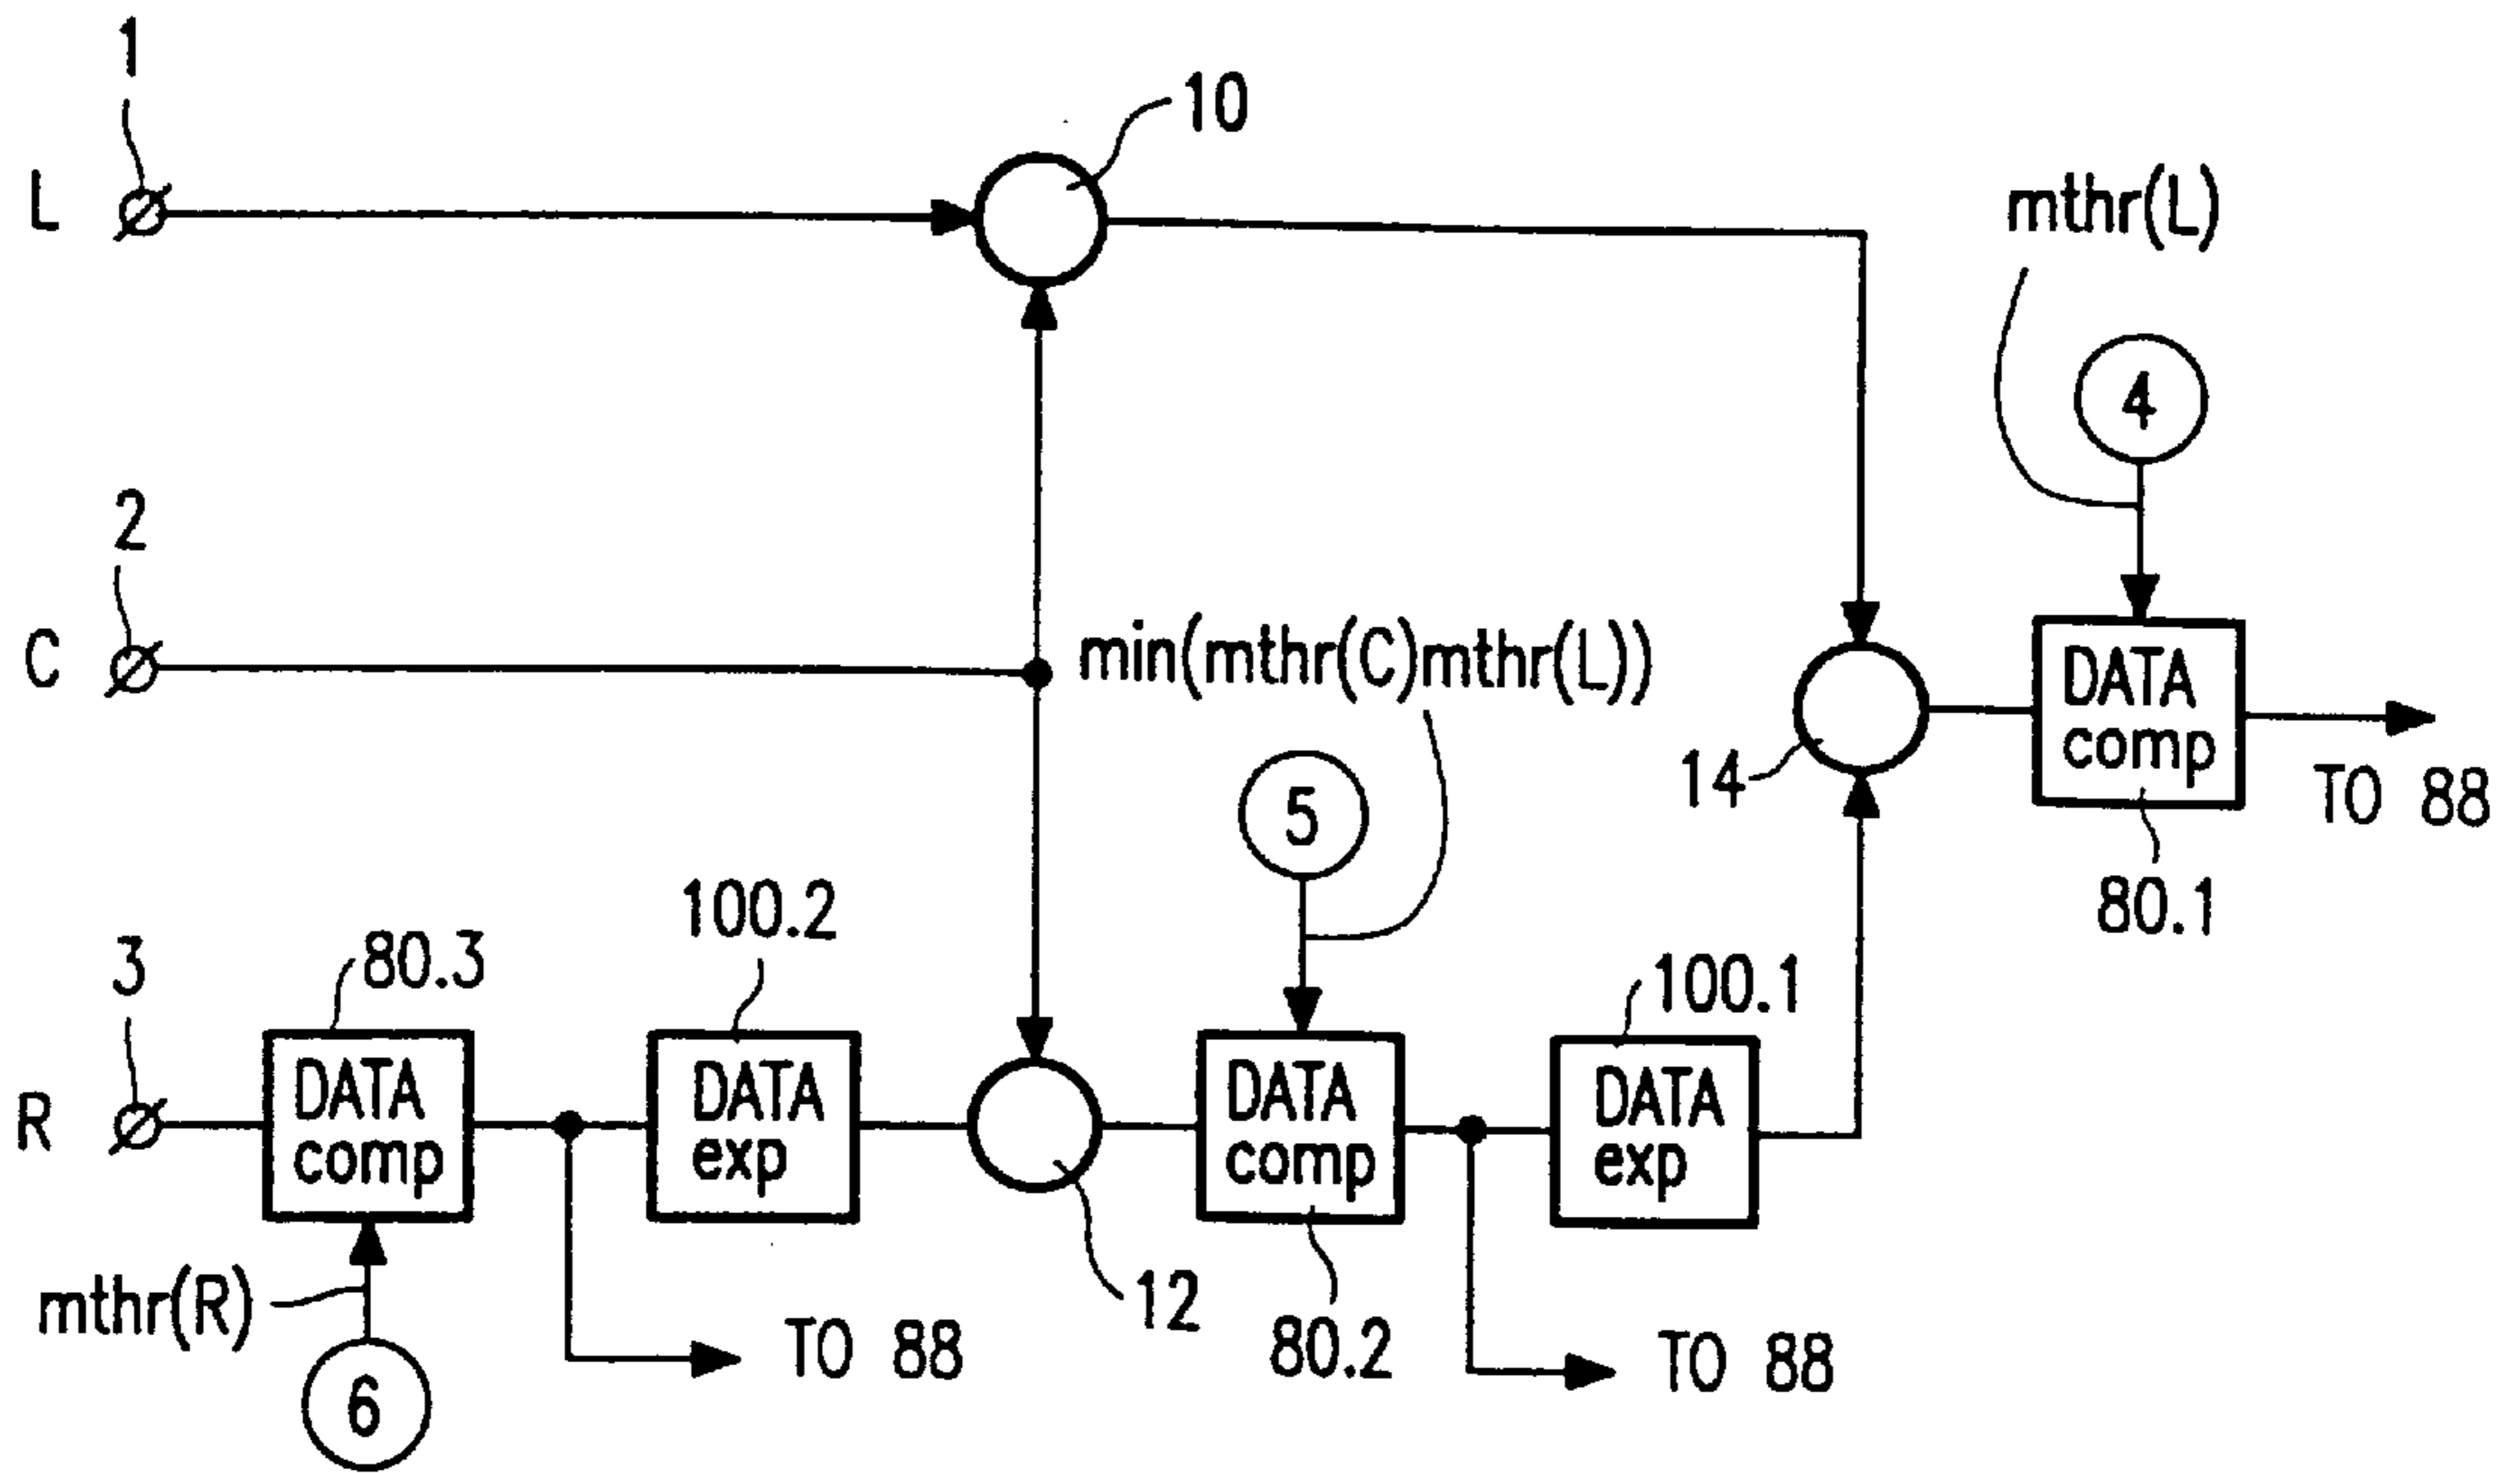 1
10
L
mthr(L)
4
2
C
min(mthr(C)mthr(L))
DATA
comp
14
TO 88
5
80.1
100.2
3
80.3
100.1
R
DATA
comp
DATA
exp
DATA
comp
DATA
exp
mthr(R)
12
TO 88
80.2
TO 88
6